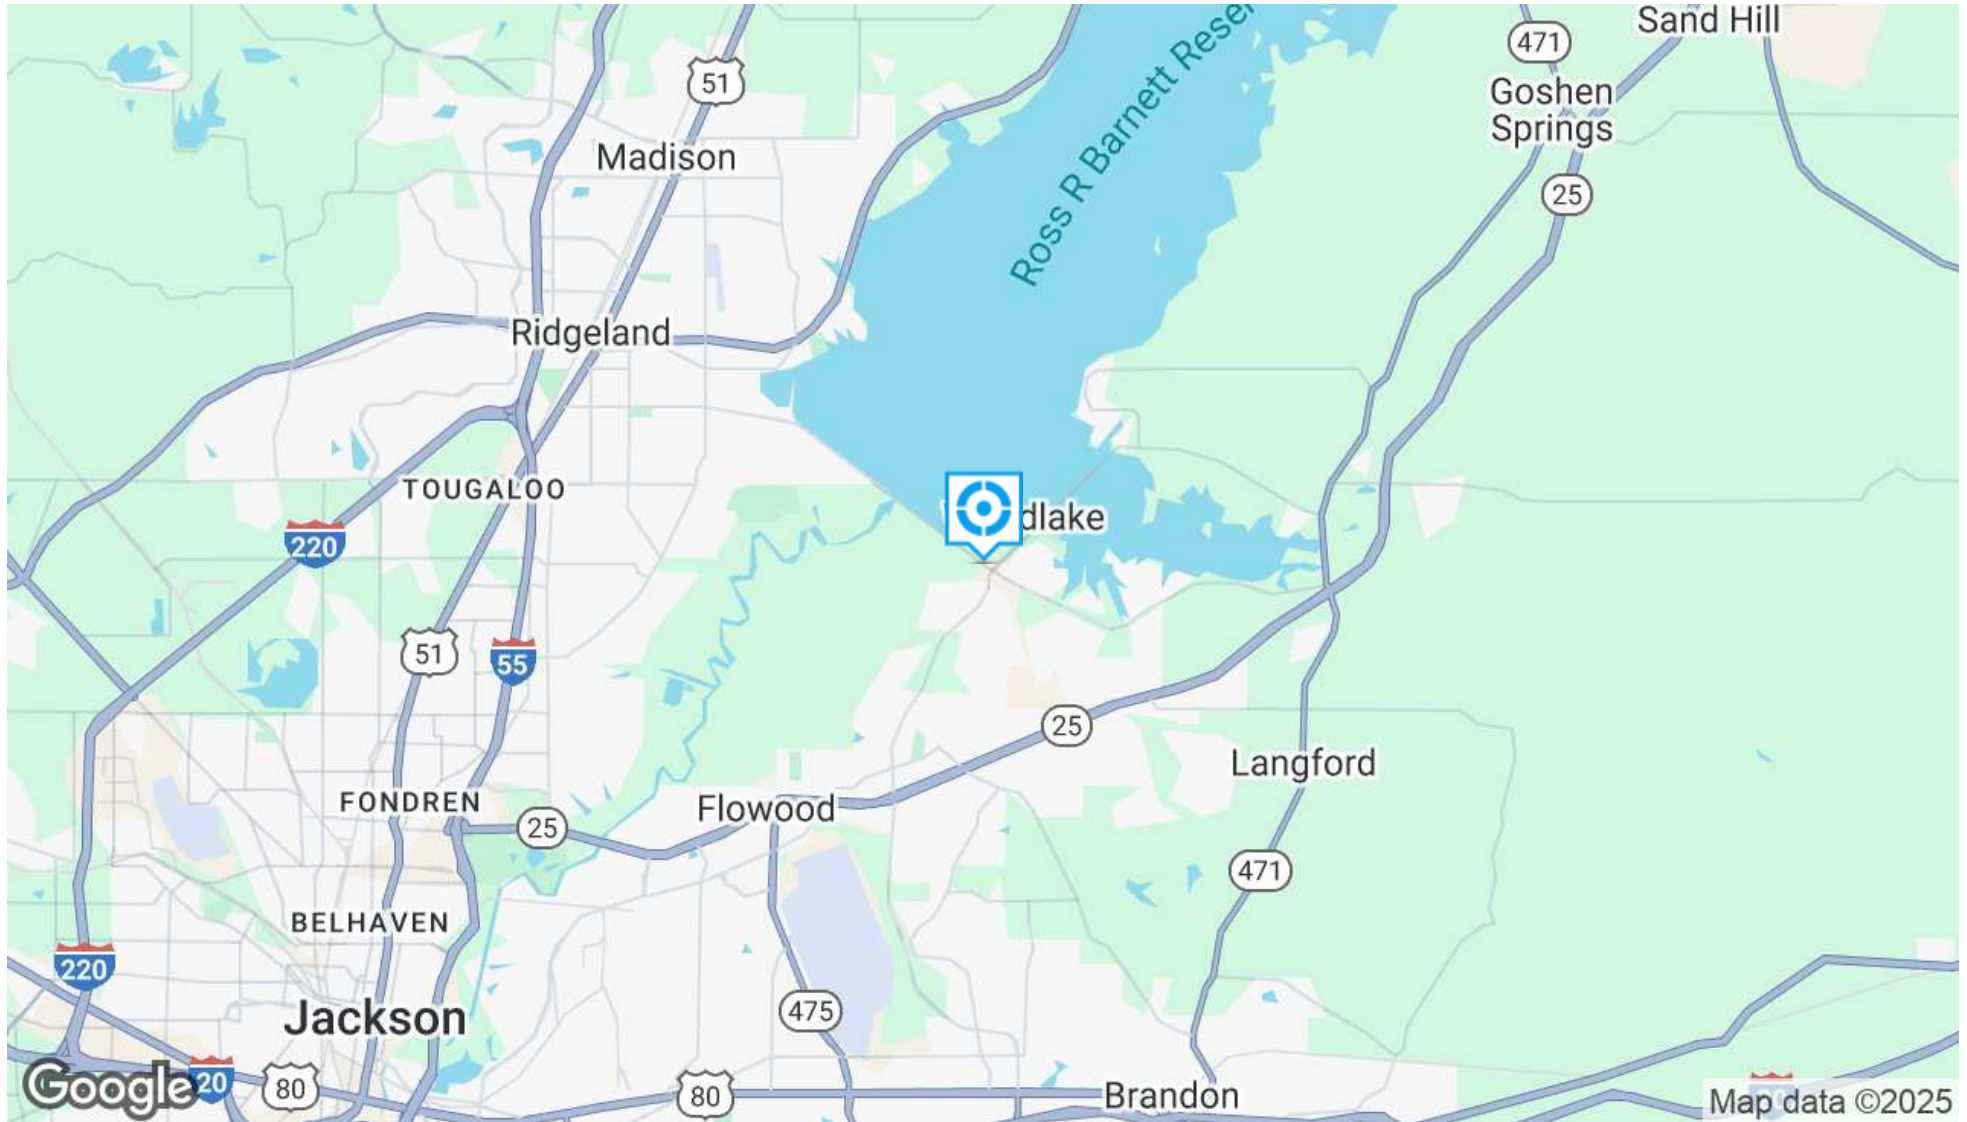 Sand Hill
471
51
Goshen
Springs
Madison
Ross R Barnett Reser
25
Ridgeland
TOUGALOO
dlake
220
51
55
25
Langford
FONDREN
Flowood
25
471
BELHAVEN
220
Jackson
475
Google
20
80
80
Brandon
Map data ©2025